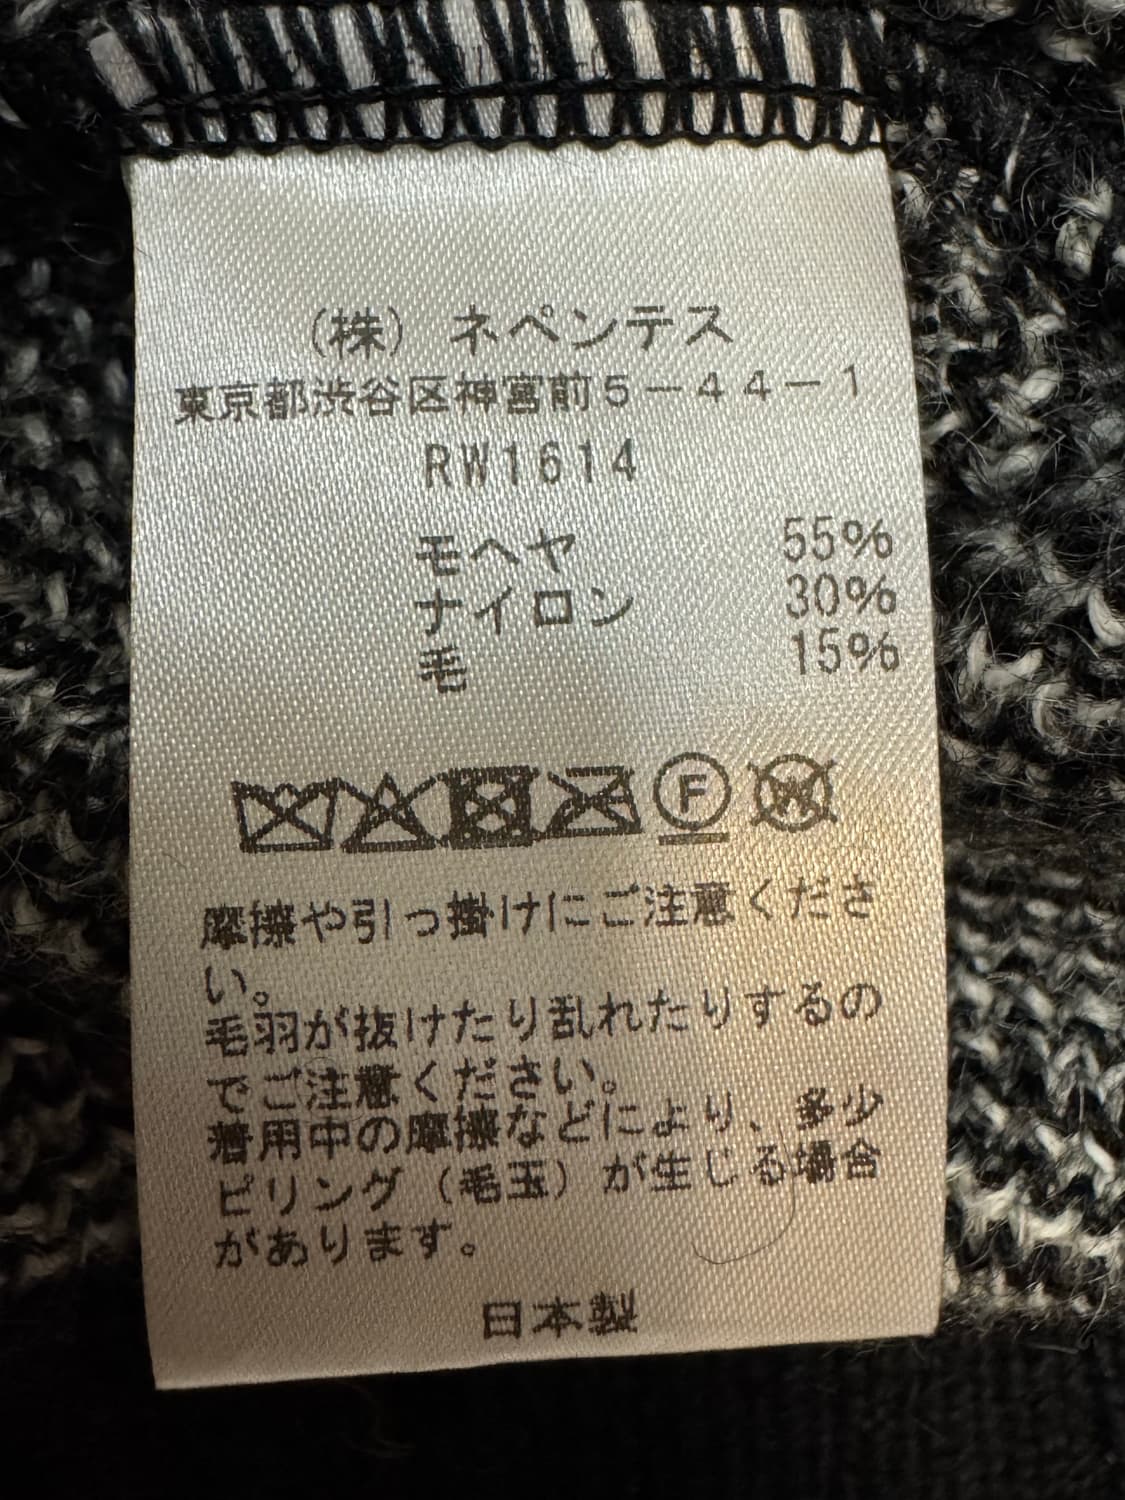 (株) ネペンテス
東京都渋谷区神宮前5-44-1
RW1614
モヘヤ 55%
ナイロン 30%
毛 15%
F W
摩擦や引っ掛けにご注意くださ
い。
毛羽が抜けたり乱れたりするの
でご注意ください。
着用中の摩擦などにより、多少
ピリング(毛玉)が生じる場合
があります。
日本製